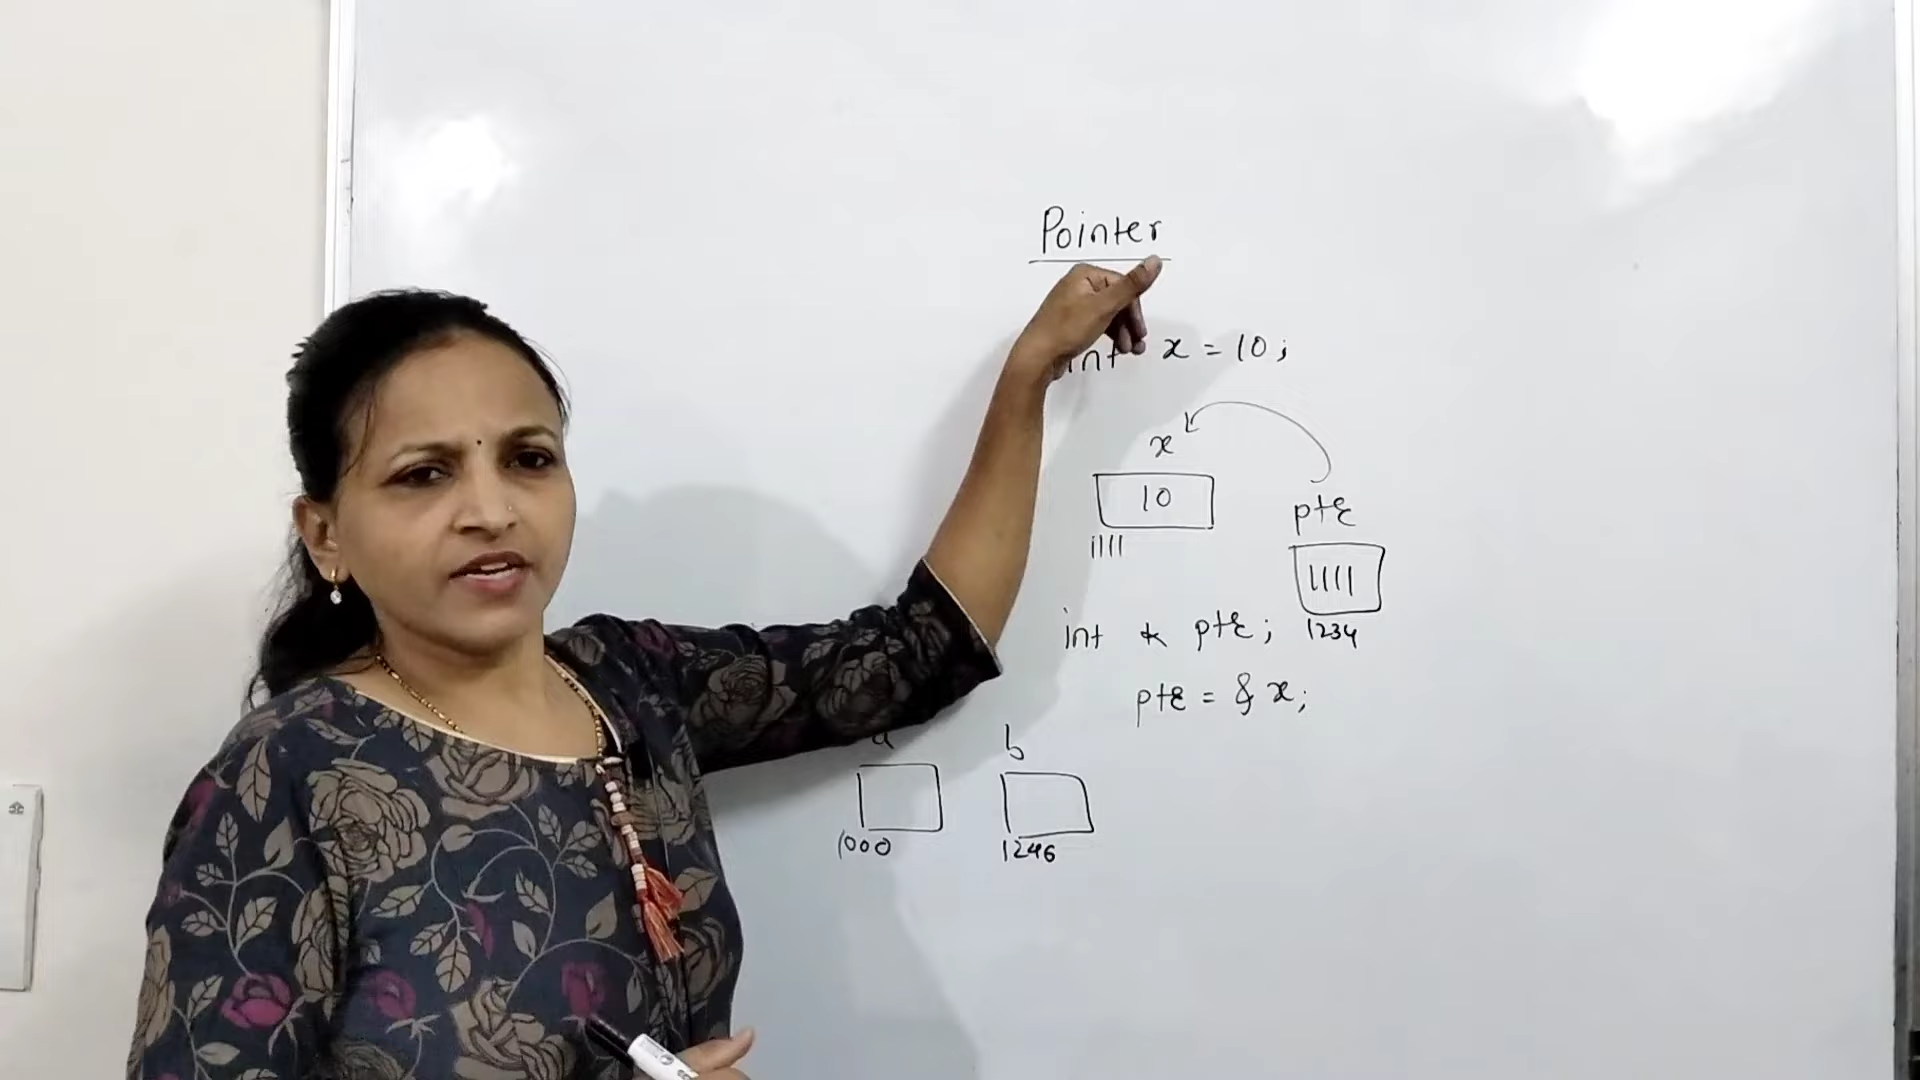 Pointer
int x = 10;
x
10
1111
ptr
1111
1234
int * ptr;
ptr = & x;
a b
1000 1246